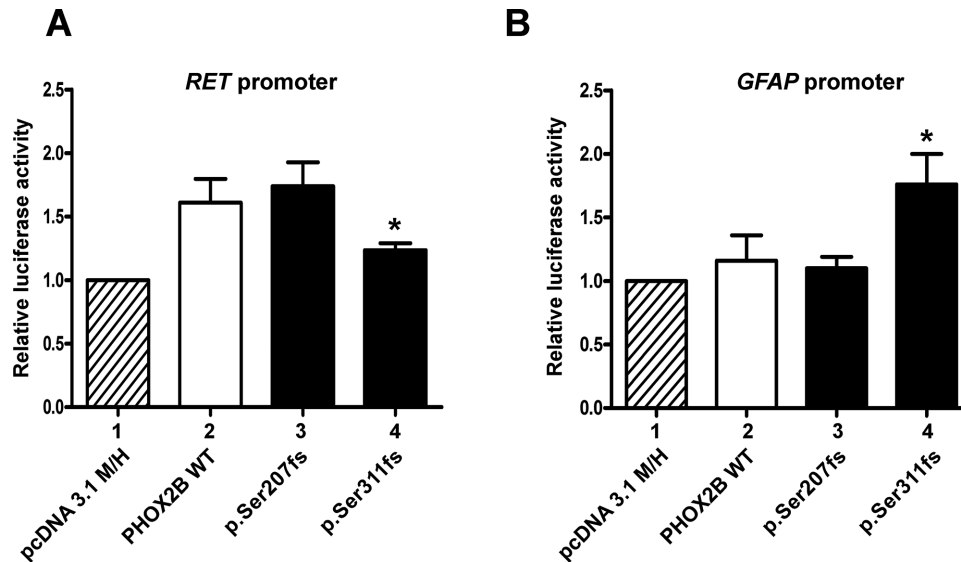 A
RET promoter
Relative luciferase activity
2.5
2.0
1.5
1.0
0.5
0.0
*
1
2
3
4
pcDNA 3.1 M/H
PHOX2B WT
p.Ser207fs
p.Ser311fs
B
GFAP promoter
Relative luciferase activity
2.5
2.0
1.5
1.0
0.5
0.0
*
1
2
3
4
pcDNA 3.1 M/H
PHOX2B WT
p.Ser207fs
p.Ser311fs